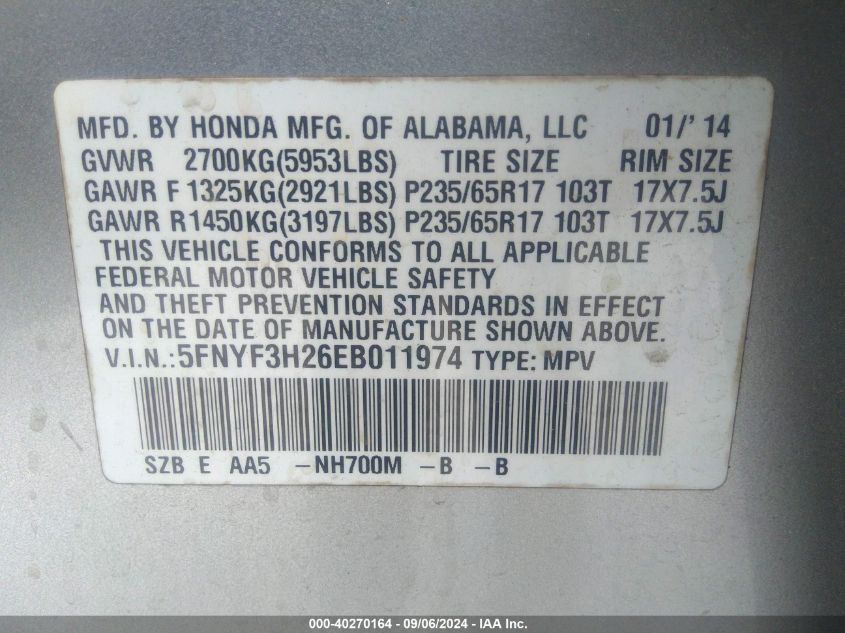 MFD. BY HONDA MFG. OF ALABAMA, LLC 01/'14
GVWR 2700KG(5953LBS) TIRE SIZE RIM SIZE
GAWR F 1325KG(2921LBS) P235/65R17 103T 17X7.5J
GAWR R1450KG(3197LBS) P235/65R17 103T 17X7.5J
THIS VEHICLE CONFORMS TO ALL APPLICABLE
FEDERAL MOTOR VEHICLE SAFETY
AND THEFT PREVENTION STANDARDS IN EFFECT
ON THE DATE OF MANUFACTURE SHOWN ABOVE.
V.I.N.:5FNYF3H26EB011974 TYPE: MPV
SZB E AA5 -NH700M -B -B
000-40270164 - 09/06/2024 - IAA Inc.